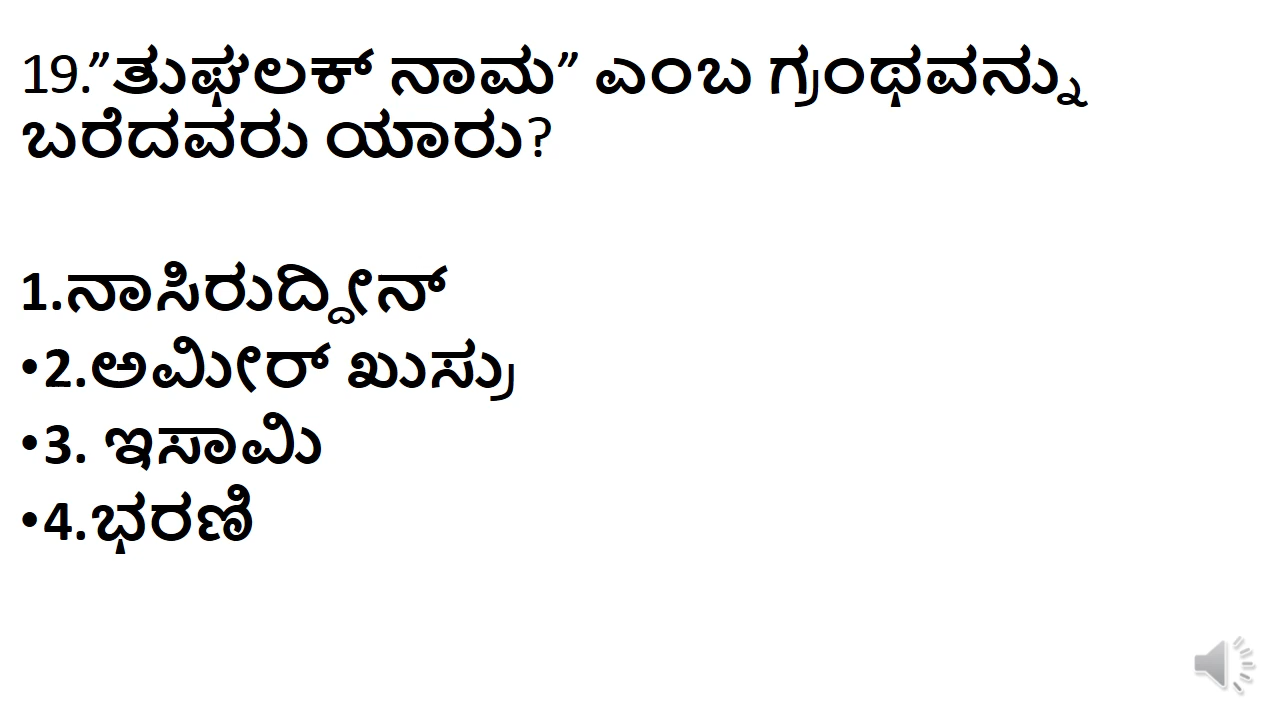 19.”ತುಘಲಕ್ ನಾಮ” ಎಂಬ ಗ್ರಂಥವನ್ನು
ಬರೆದವರು ಯಾರು?
1.ನಾಸಿರುದ್ದೀನ್
•2.ಅಮೀರ್ ಖುಸ್ರು
•3. ಇಸಾಮಿ
•4.ಭರಣಿ